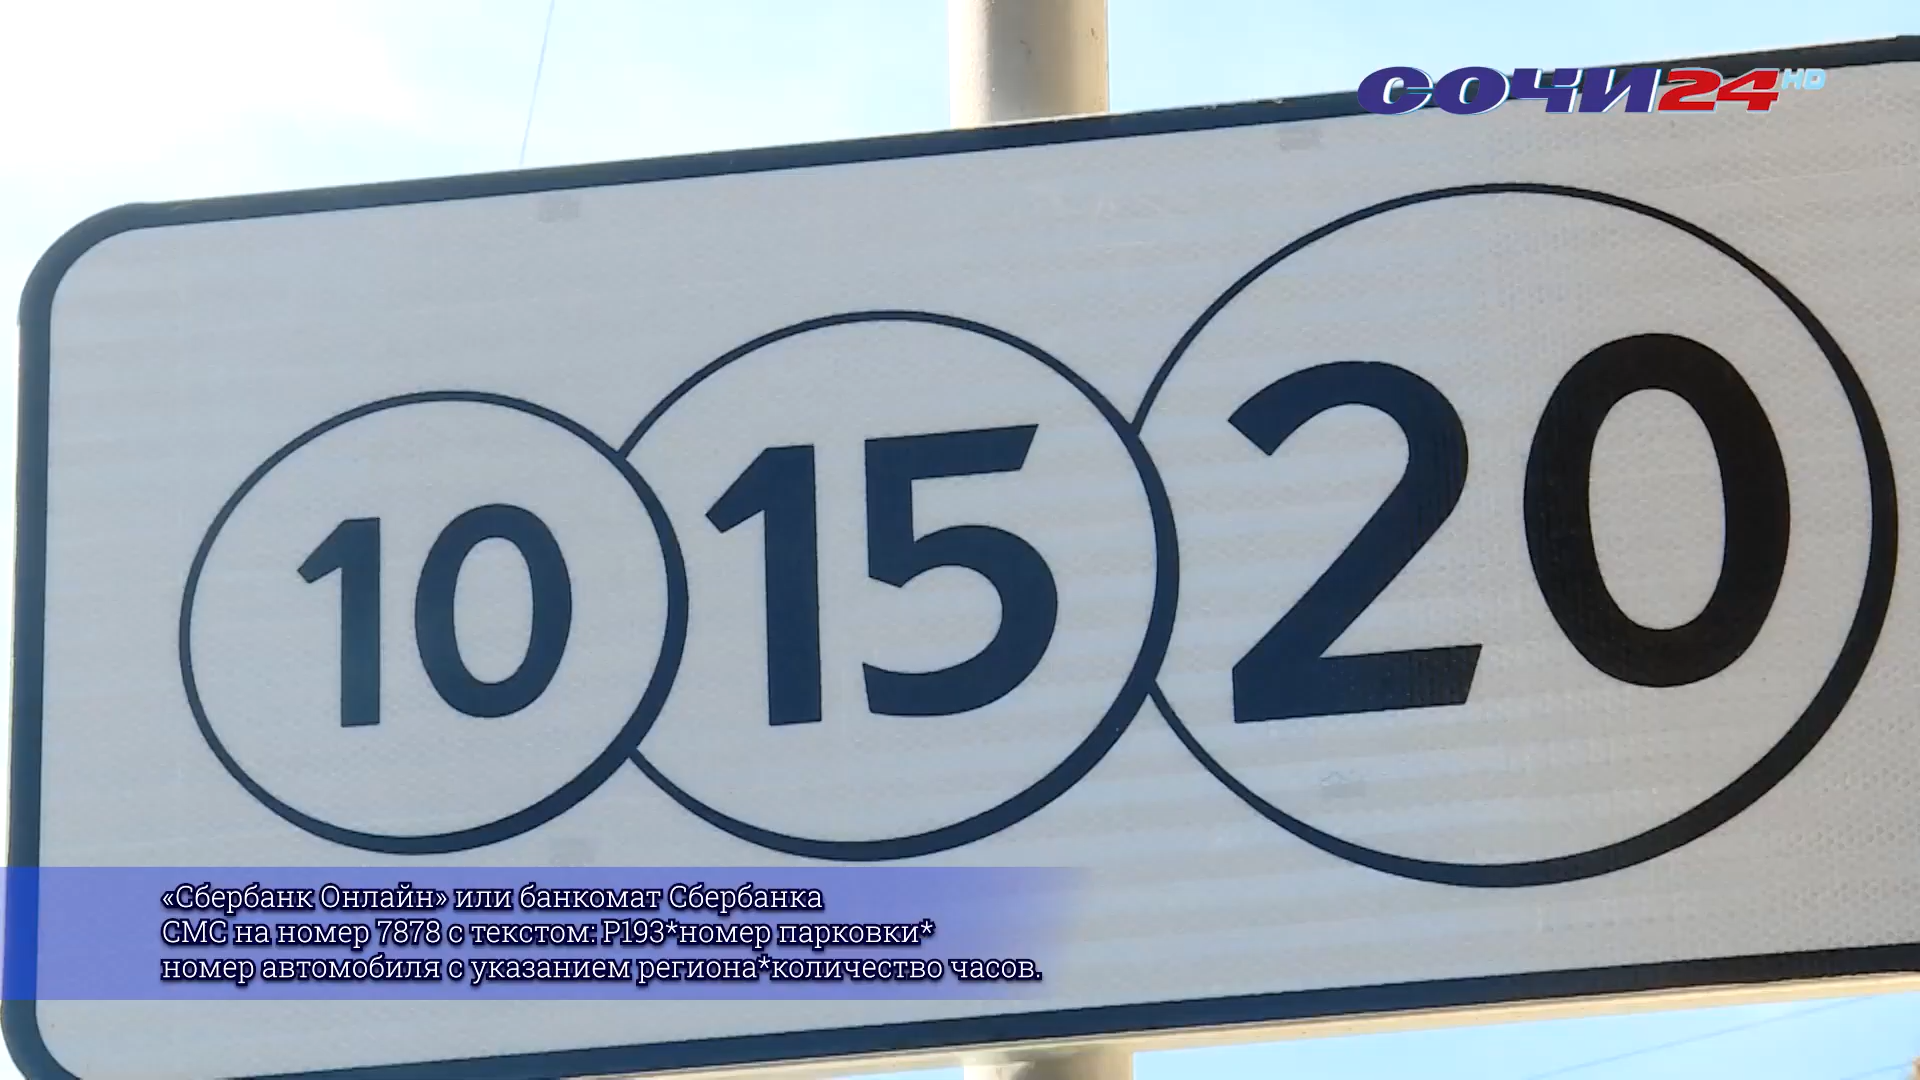 СОЧИ24HD
10 15 20
«Сбербанк Онлайн» или банкомат Сбербанка
СМС на номер 7878 с текстом: Р193*номер парковки*
номер автомобиля с указанием региона*количество часов.